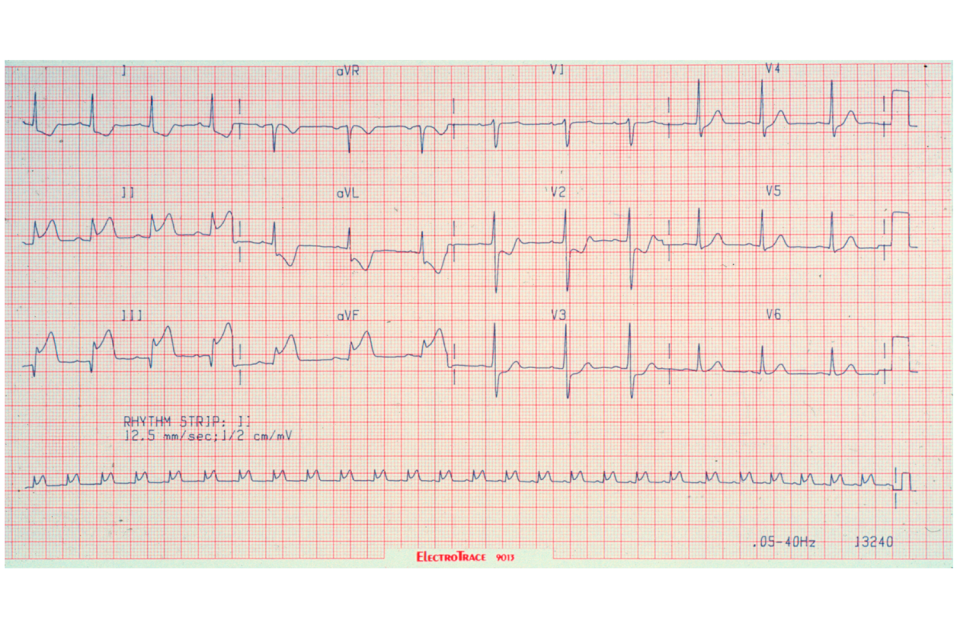 I aVR V1 V4
II aVL V2 V5
III aVF V3 V6
RHYTHM STRIP: II
12.5 mm/sec;1/2 cm/mV
.05-40Hz 13240
ELECTROTRACE 9013